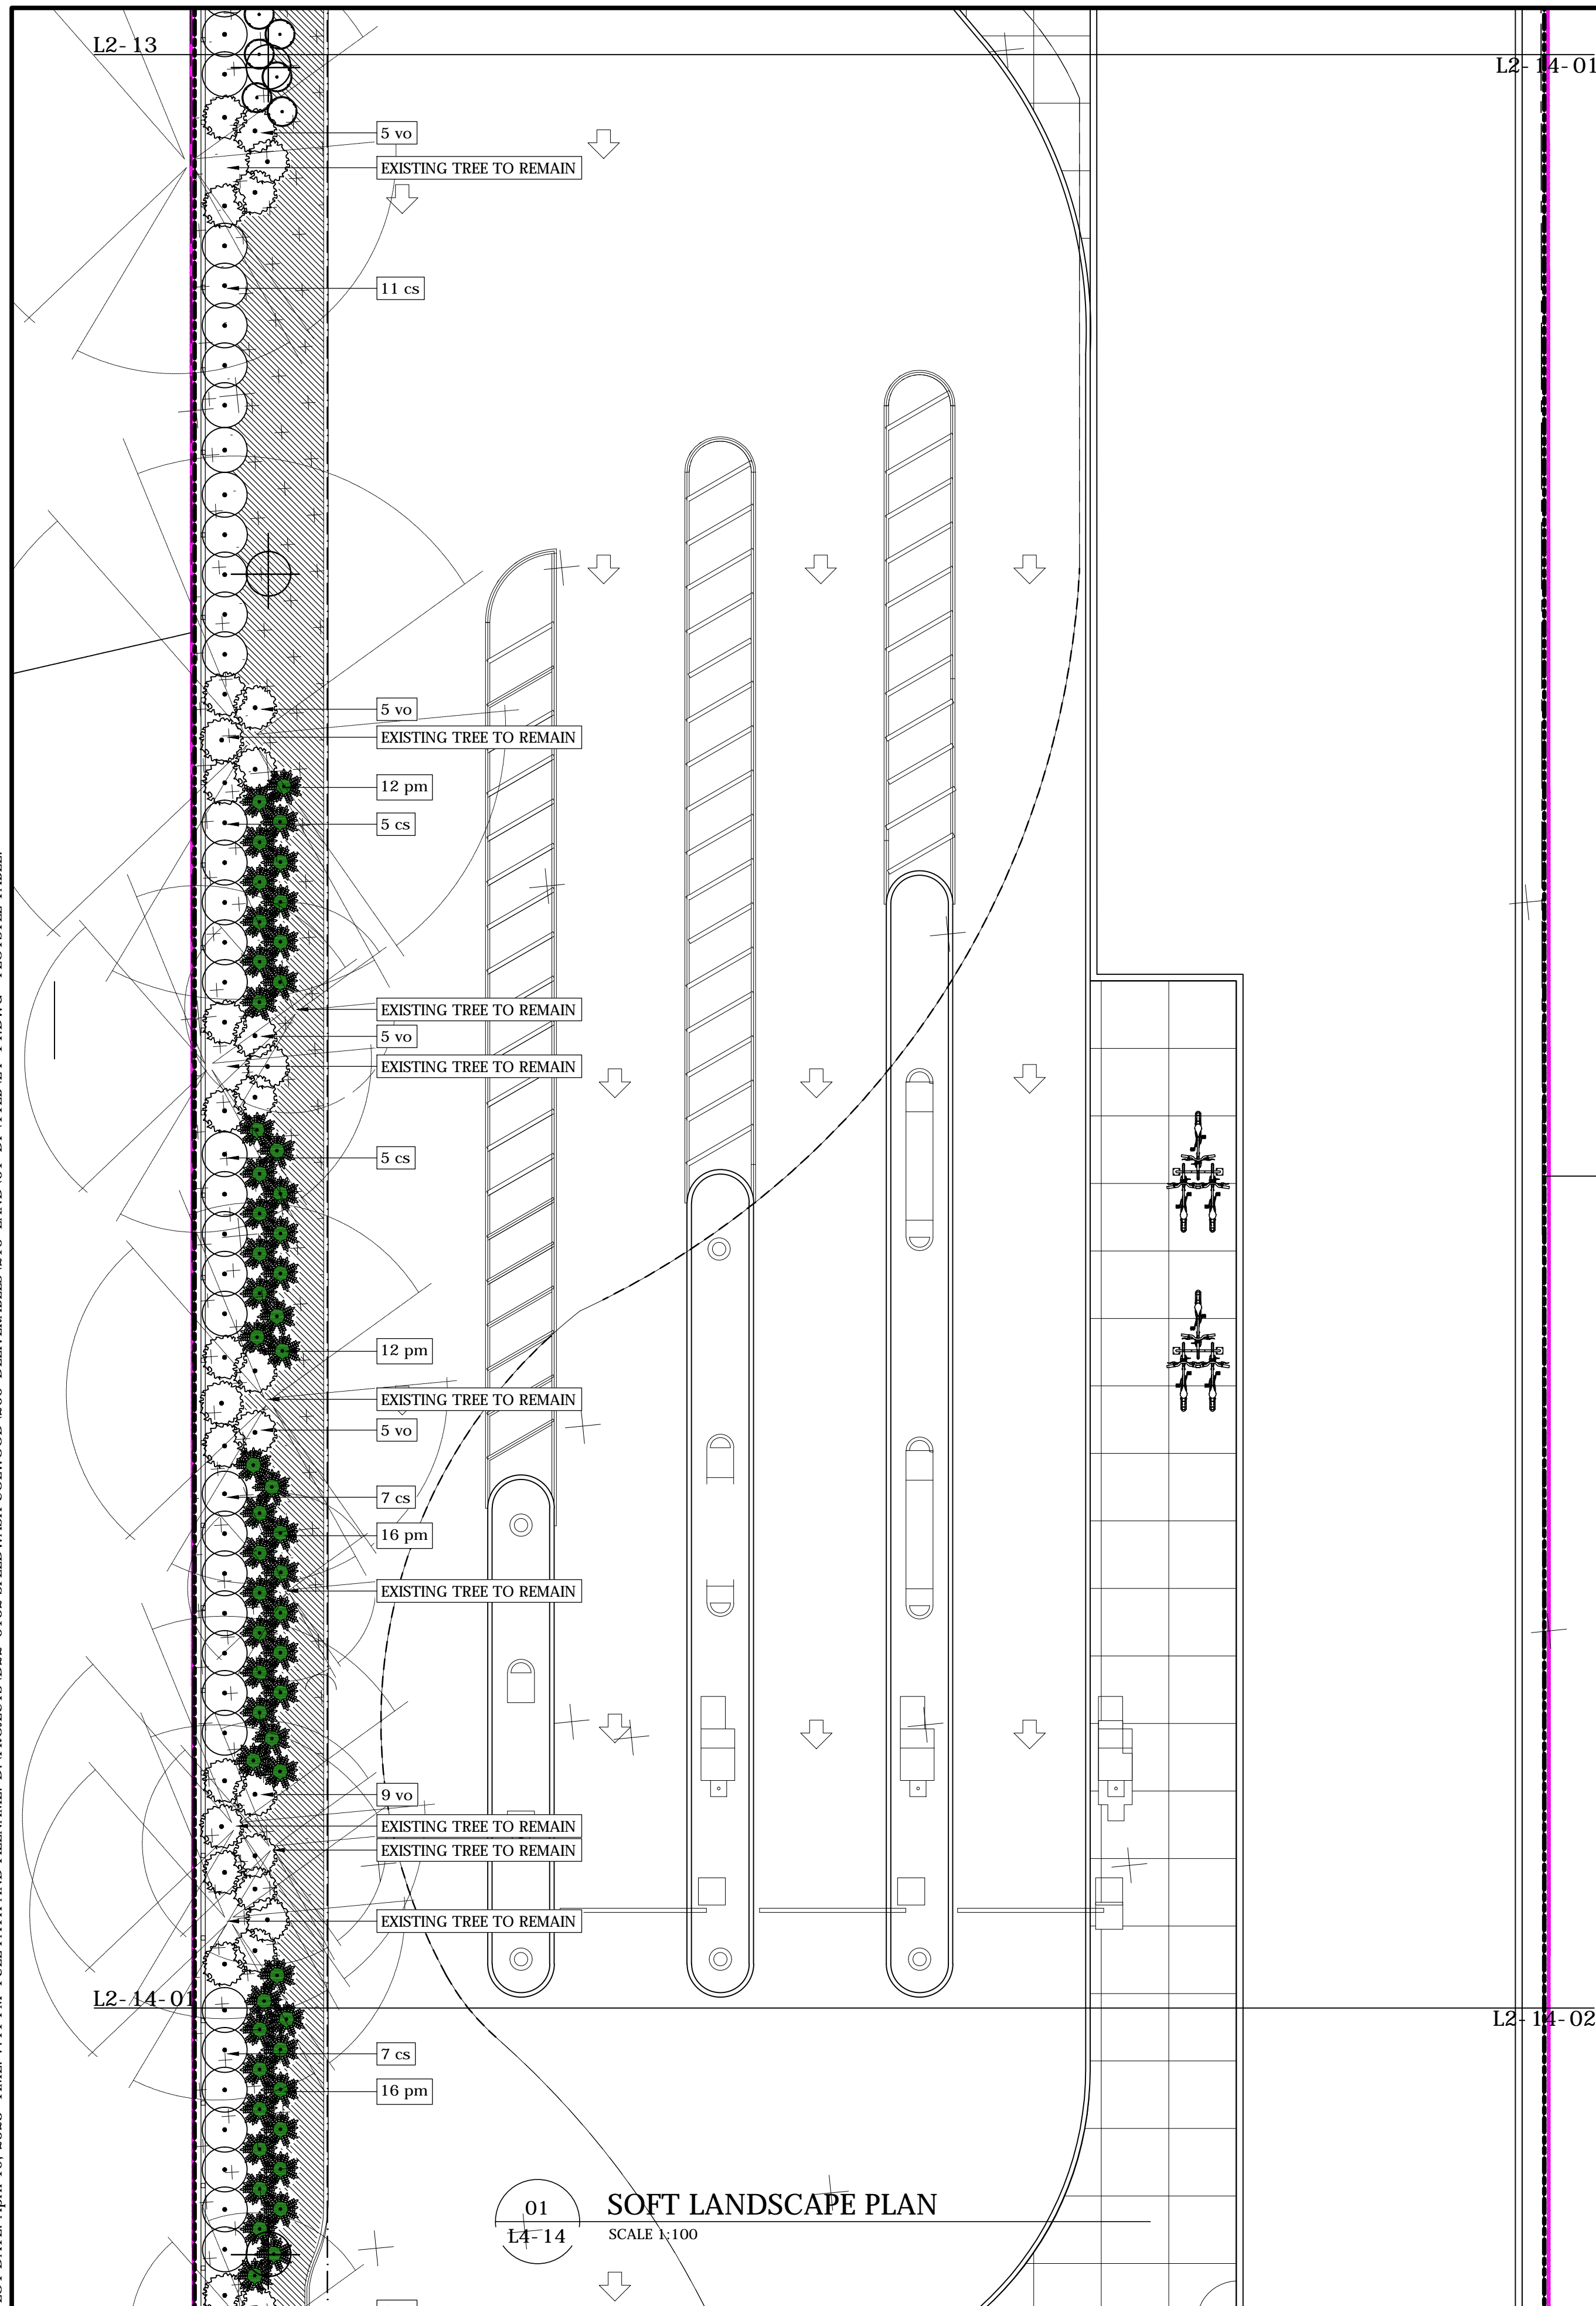 L2-13
L2-14-01
5 vo
EXISTING TREE TO REMAIN
11 cs
5 vo
EXISTING TREE TO REMAIN
12 pm
5 cs
EXISTING TREE TO REMAIN
5 vo
EXISTING TREE TO REMAIN
5 cs
12 pm
EXISTING TREE TO REMAIN
5 vo
7 cs
16 pm
EXISTING TREE TO REMAIN
9 vo
EXISTING TREE TO REMAIN
EXISTING TREE TO REMAIN
EXISTING TREE TO REMAIN
L2-14-01
L2-14-02
7 cs
16 pm
01
SOFT LANDSCAPE PLAN
L4-14
SCALE 1:100